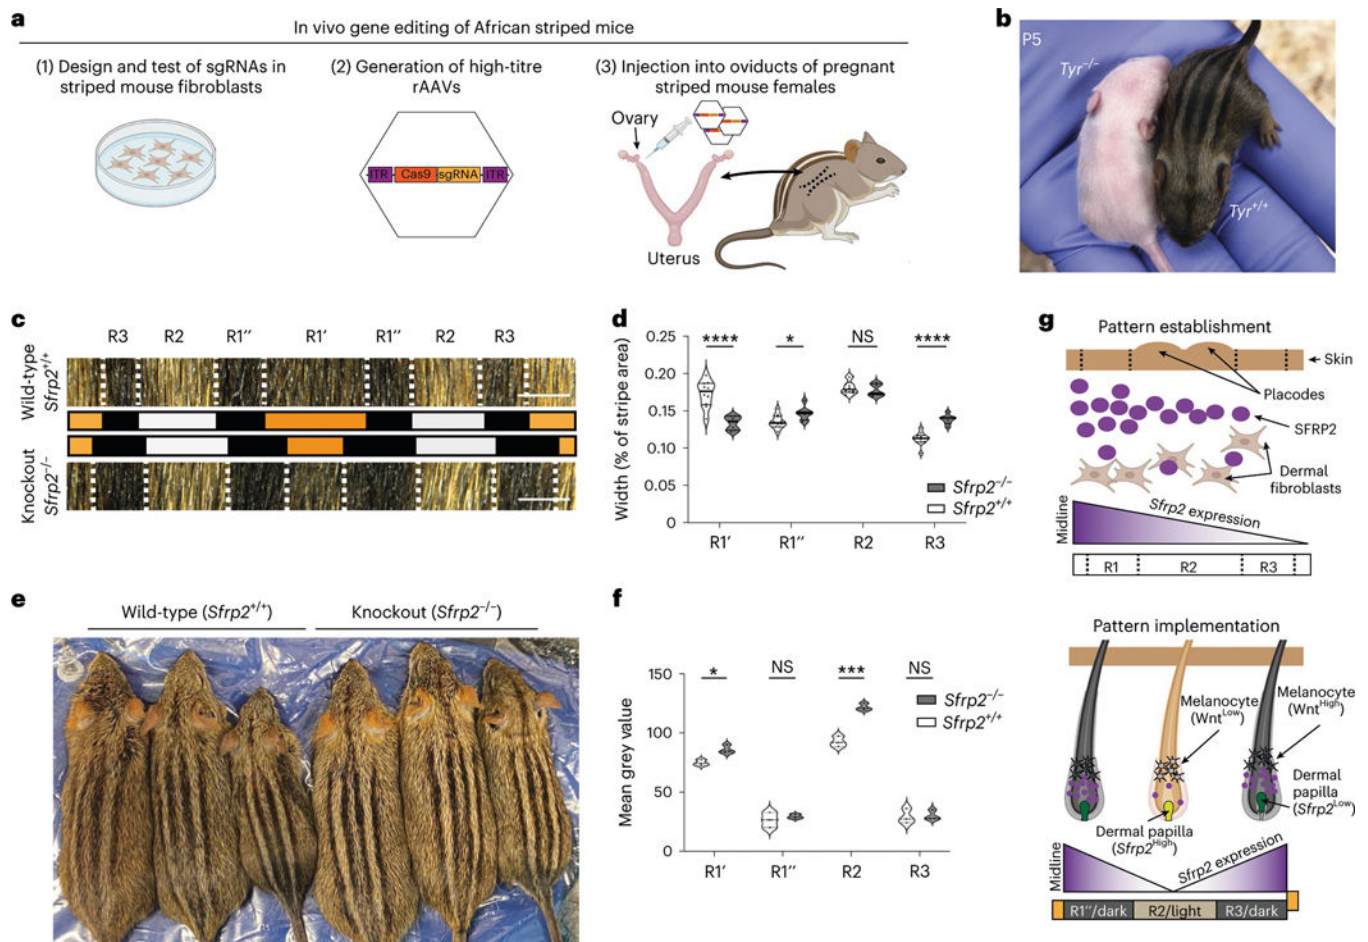 a
In vivo gene editing of African striped mice
(1) Design and test of sgRNAs in
striped mouse fibroblasts
(2) Generation of high-titre
rAAVs
ITR Cas9 sgRNA ITR
(3) Injection into oviducts of pregnant
striped mouse females
Ovary
Uterus
b
P5
Tyr−/−
Tyr+/+
c
R3 R2 R1′′ R1′ R1′′ R2 R3
Wild-type
Sfrp2+/+
Knockout
Sfrp2−/−
d
Width (% of stripe area)
0.25
0.20
0.15
0.10
0.05
0
**** * NS ****
Sfrp2−/−
Sfrp2+/+
R1′ R1′′ R2 R3
e
Wild-type (Sfrp2+/+)
Knockout (Sfrp2−/−)
f
Mean grey value
150
100
50
0
* NS *** NS
Sfrp2−/−
Sfrp2+/+
R1′ R1′′ R2 R3
g
Pattern establishment
Skin
Placodes
SFRP2
Dermal
fibroblasts
Midline
Sfrp2 expression
R1 R2 R3
Pattern implementation
Melanocyte
(WntLow)
Melanocyte
(WntHigh)
Dermal
papilla
(Sfrp2Low)
Dermal papilla
(Sfrp2High)
Midline
Sfrp2 expression
R1′′/dark R2/light R3/dark